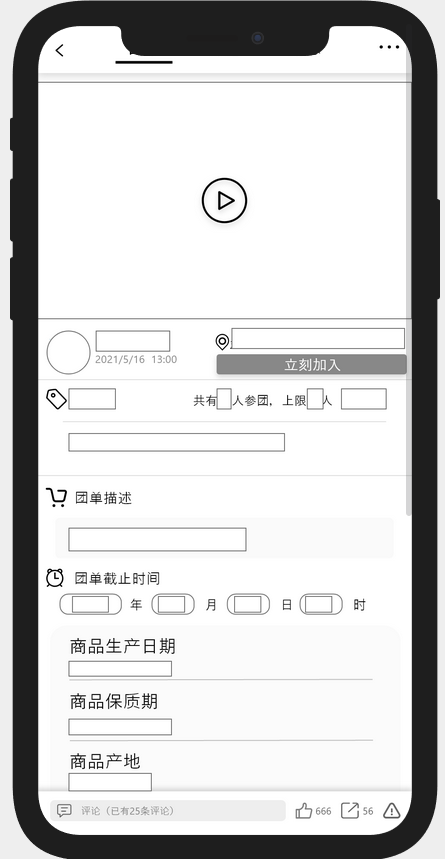 2021/5/16 13:00
立刻加入
共有 人参团，上限 人
团单描述
团单截止时间
年 月 日 时
商品生产日期
商品保质期
商品产地
评论（已有25条评论）
666
56